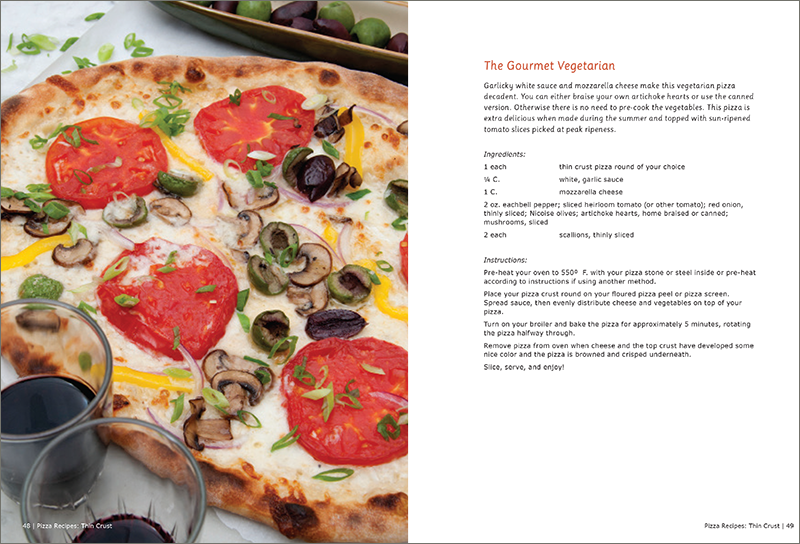 The Gourmet Vegetarian
Garlicky white sauce and mozzarella cheese make this vegetarian pizza
decadent. You can either braise your own artichoke hearts or use the canned
version. Otherwise there is no need to pre-cook the vegetables. This pizza is
extra delicious when made during the summer and topped with sun-ripened
tomato slices picked at peak ripeness.
Ingredients:
1 each thin crust pizza round of your choice
¼ C. white, garlic sauce
1 C. mozzarella cheese
2 oz. eachbell pepper; sliced heirloom tomato (or other tomato); red onion,
thinly sliced; Nicoise olives; artichoke hearts, home braised or canned;
mushrooms, sliced
2 each scallions, thinly sliced
Instructions:
Pre-heat your oven to 550º F. with your pizza stone or steel inside or pre-heat
according to instructions if using another method.
Place your pizza crust round on your floured pizza peel or pizza screen.
Spread sauce, then evenly distribute cheese and vegetables on top of your
pizza.
Turn on your broiler and bake the pizza for approximately 5 minutes, rotating
the pizza halfway through.
Remove pizza from oven when cheese and the top crust have developed some
nice color and the pizza is browned and crisped underneath.
Slice, serve, and enjoy!
48 | Pizza Recipes: Thin Crust
Pizza Recipes: Thin Crust | 49